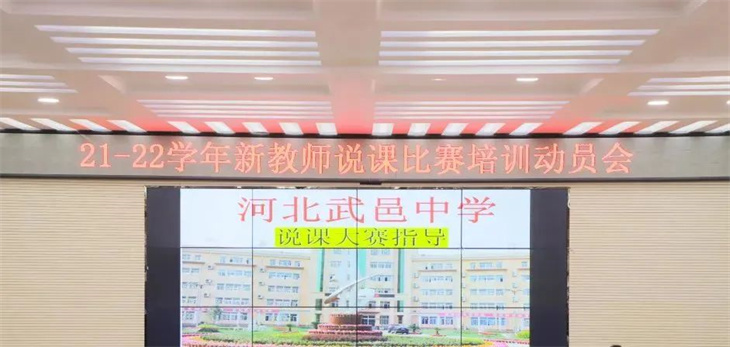 21-22学年新教师说课比赛培训动员会
河北武邑中学
说课大赛指导